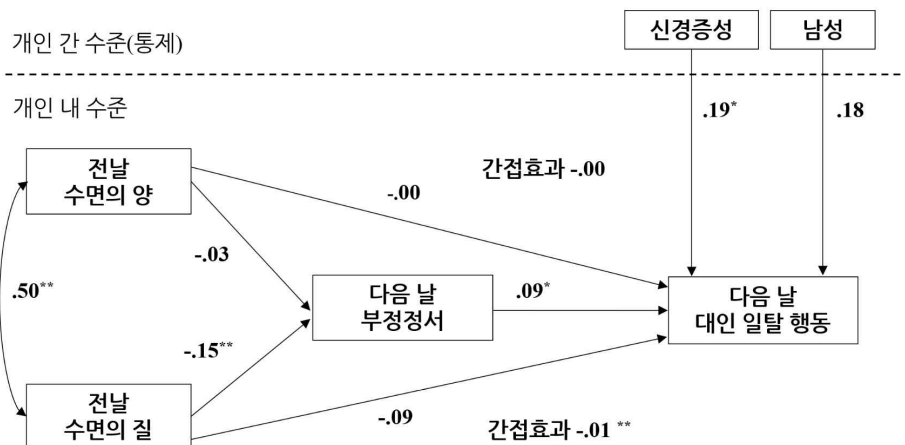 신경증성
남성
개인 간 수준(통제)
개인 내 수준
.19*
.18
전날
수면의 양
간접효과 -.00
-.00
-.03
.50**
다음 날
부정정서
.09*
다음 날
대인 일탈 행동
-.15**
전날
수면의 질
-.09
간접효과 -.01 **